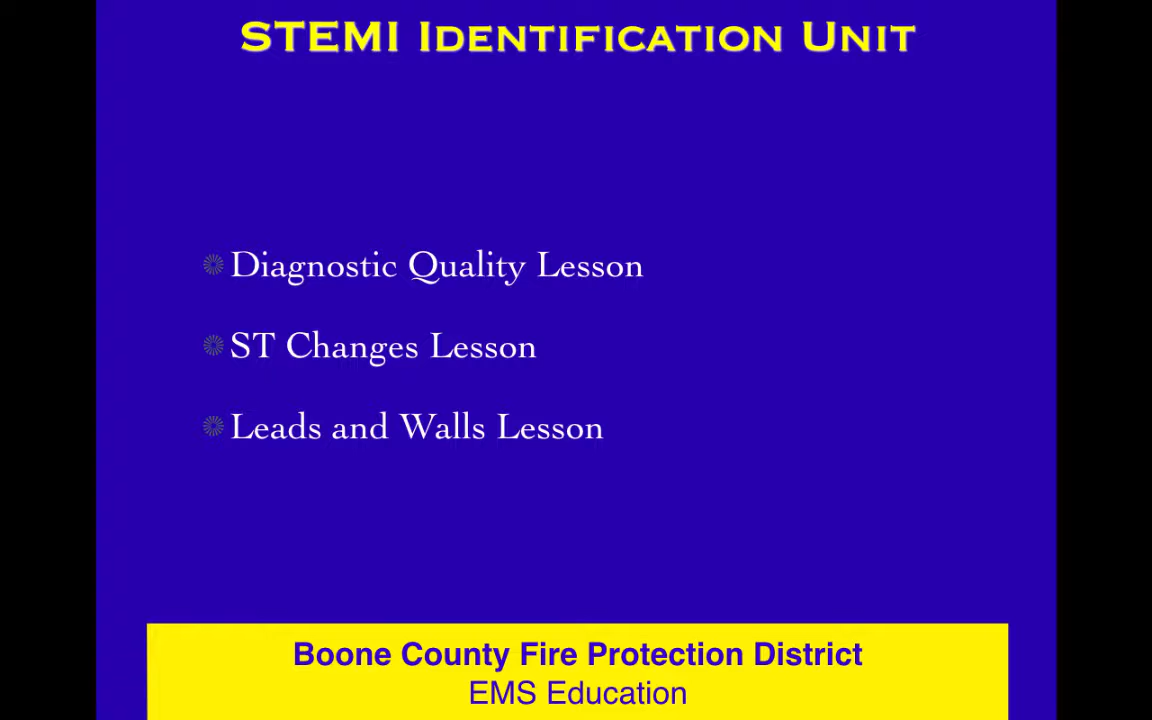 STEMI Identification Unit
Diagnostic Quality Lesson
ST Changes Lesson
Leads and Walls Lesson
Boone County Fire Protection District
EMS Education